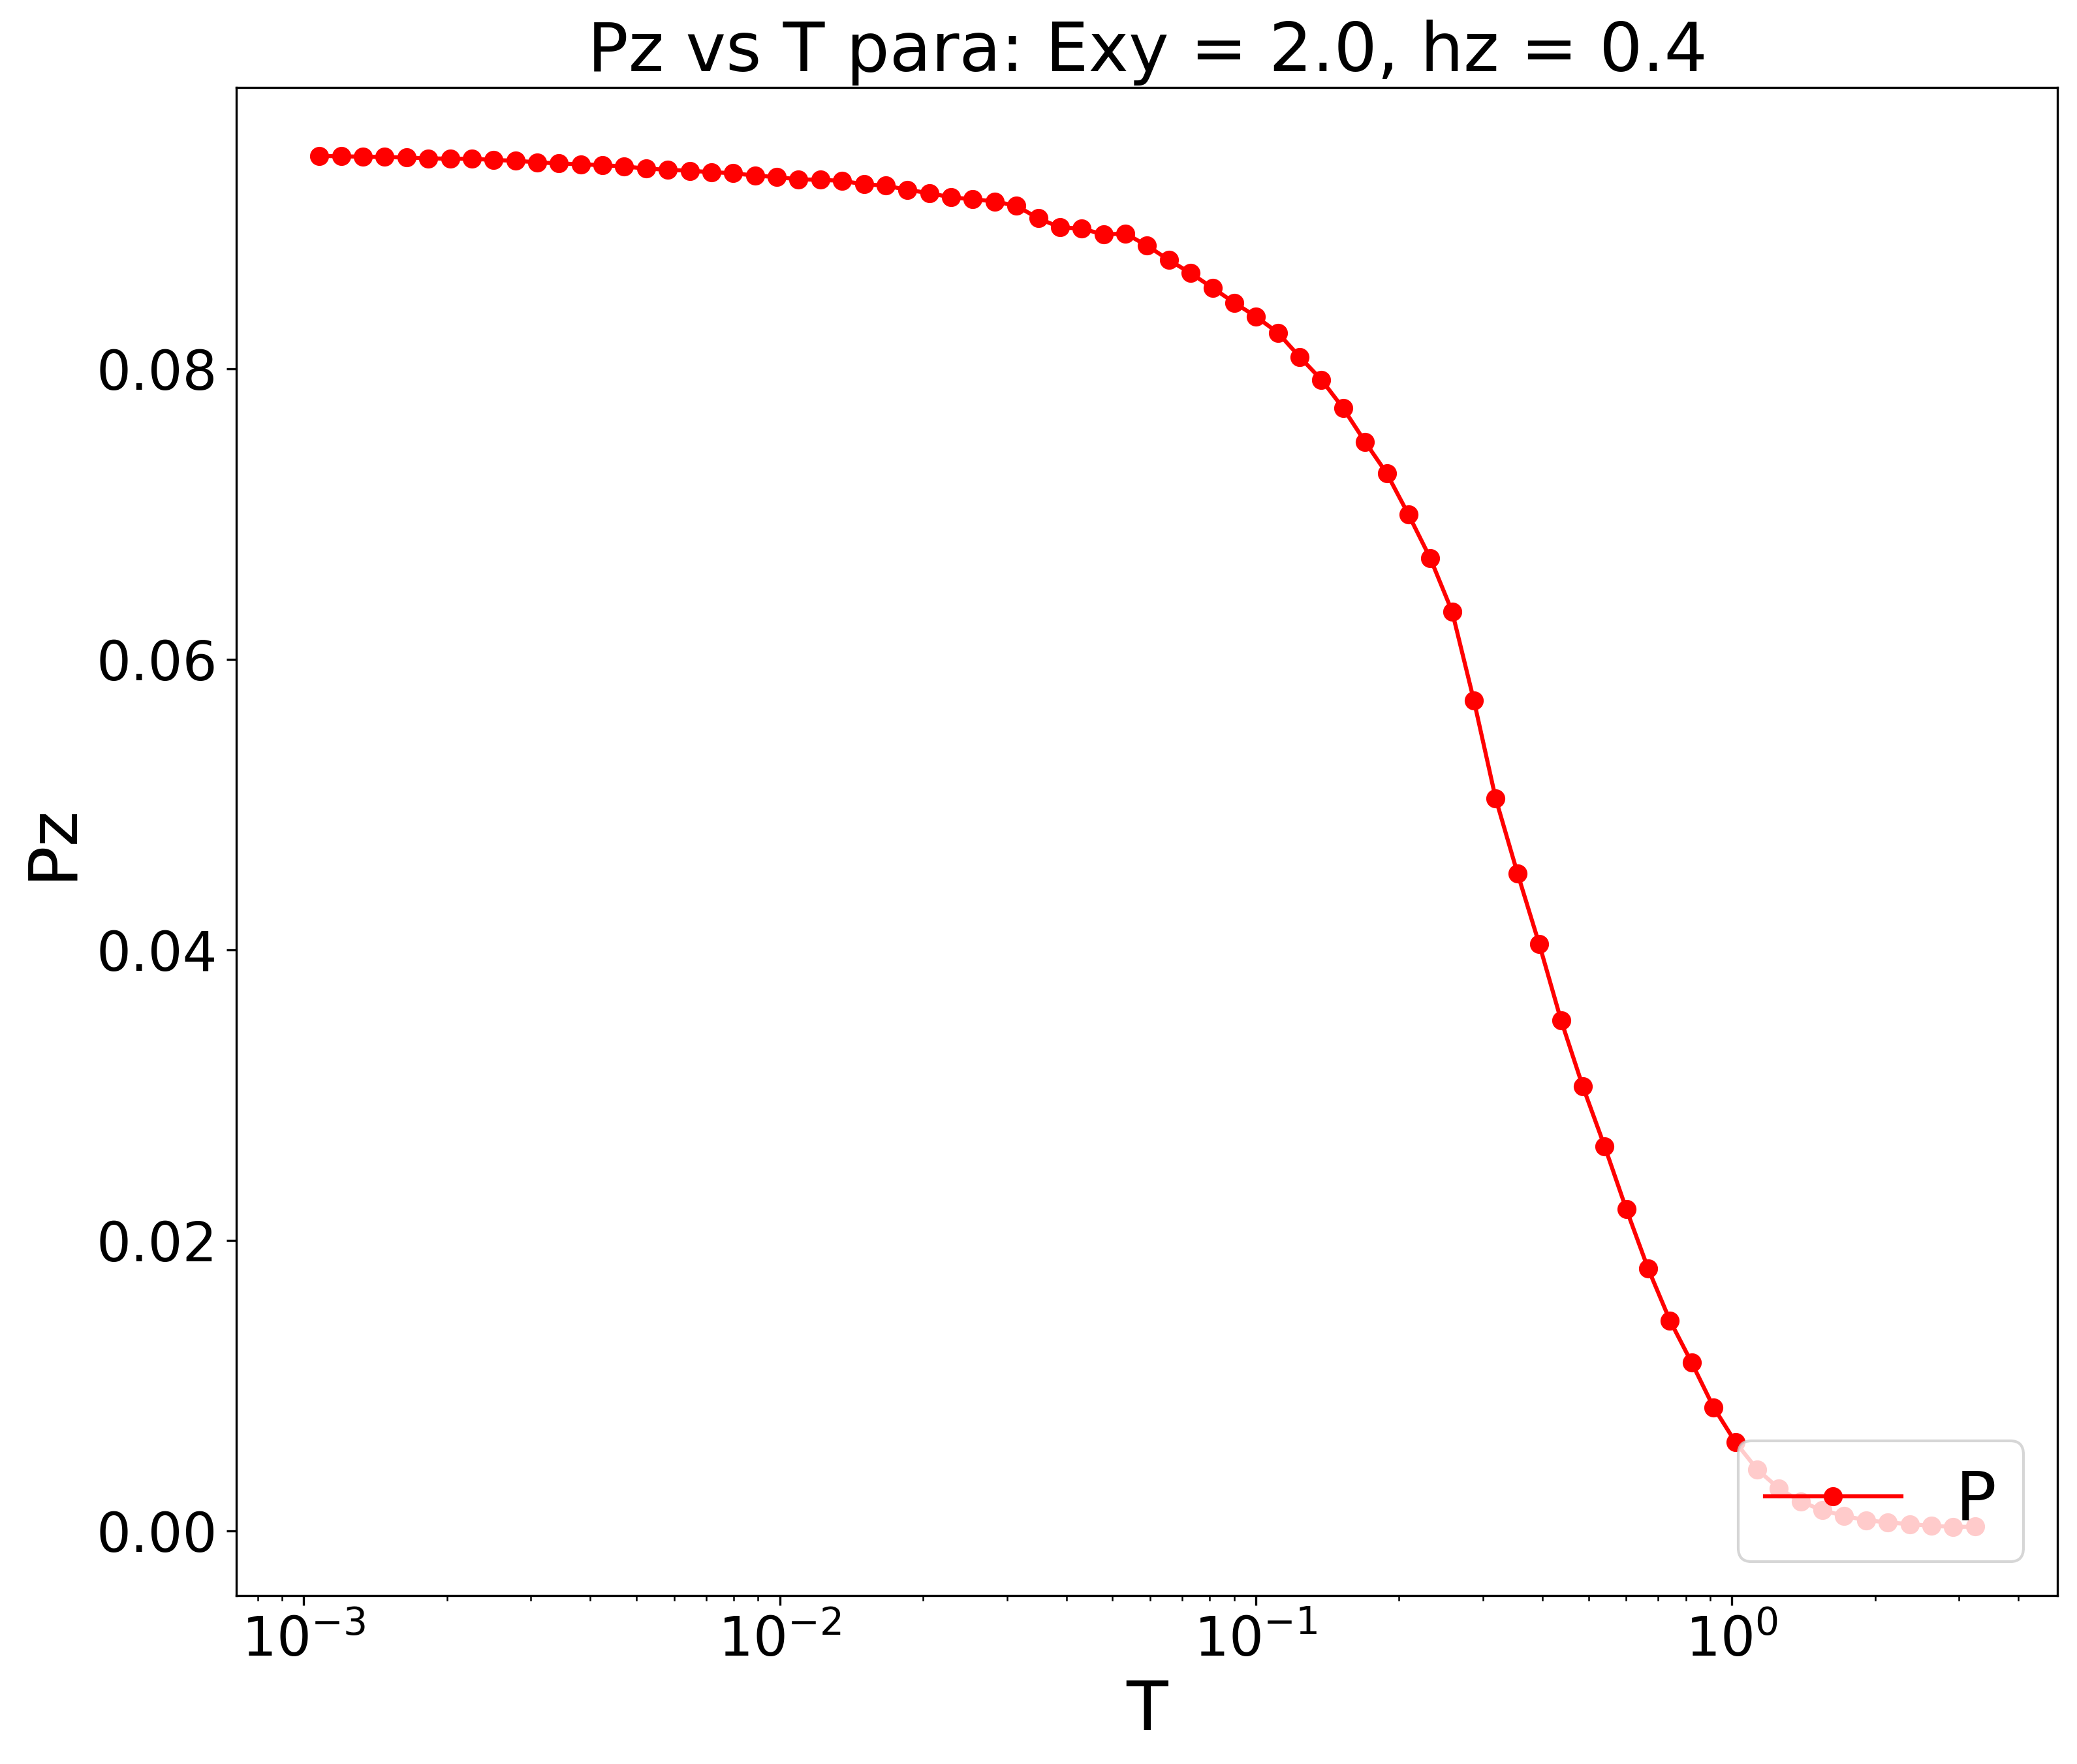 Pz vs T para: Exy = 2.0, hz = 0.4
Pz
0.08
0.06
0.04
0.02
0.00
P
10⁻³ 10⁻² 10⁻¹ 10⁰
T